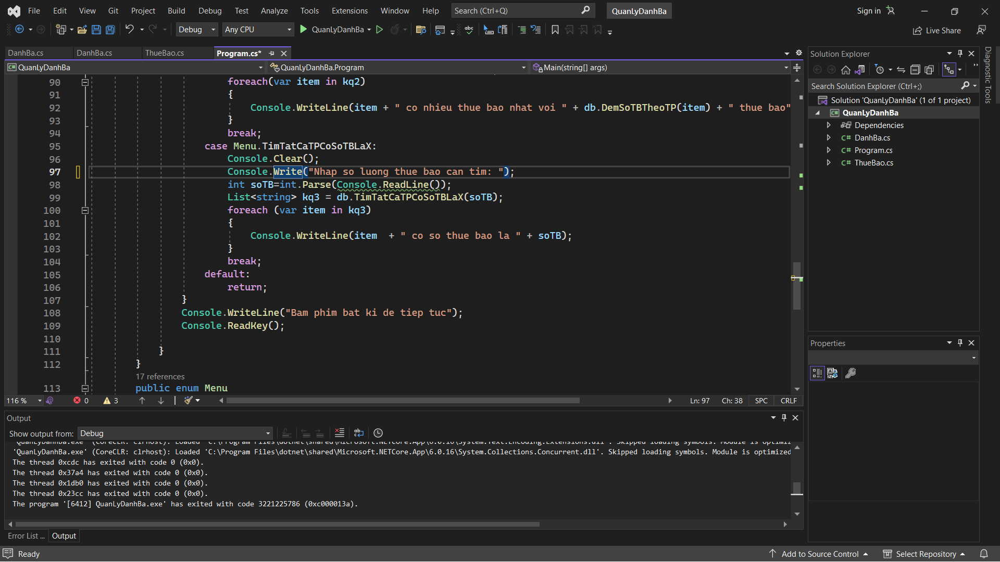 File Edit View Git Project Build Debug Test Analyze Tools Extensions Window Help Search (Ctrl+Q) QuanLyDanhBa Sign in
Debug Any CPU QuanLyDanhBa Live Share
DanhBa.cs DanhBa.cs ThueBao.cs Program.cs*
QuanLyDanhBa QuanLyDanhBa.Program Main(string[] args)
90 foreach(var item in kq2)
91 {
92 Console.WriteLine(item + " co nhieu thue bao nhat voi " + db.DemSoTBTheoTP(item) + " thue bao"
93 }
94 break;
95 case Menu.TimTatCaTPCoSoTBLaX:
96 Console.Clear();
97 Console.Write("Nhap so luong thue bao can tim: ");
98 int soTB=int.Parse(Console.ReadLine());
99 List<string> kq3 = db.TimTatCaTPCoSoTBLaX(soTB);
100 foreach (var item in kq3)
101 {
102 Console.WriteLine(item  + " co so thue bao la " + soTB);
103 }
104 break;
105 default:
106 return;
107 }
108 Console.WriteLine("Bam phim bat ki de tiep tuc");
109 Console.ReadKey();
110
111 }
112 }
17 references
113 public enum Menu
116 % 0 3 Ln: 97 Ch: 38 SPC CRLF
Output
Show output from: Debug
'QuanLyDanhBa.exe' (CoreCLR: clrhost): Loaded 'C:\Program Files\dotnet\shared\Microsoft.NETCore.App\6.0.16\System.Text.Encoding.Extensions.dll'. Skipped loading symbols. Module is optimiz
'QuanLyDanhBa.exe' (CoreCLR: clrhost): Loaded 'C:\Program Files\dotnet\shared\Microsoft.NETCore.App\6.0.16\System.Collections.Concurrent.dll'. Skipped loading symbols. Module is optimized
The thread 0xcdc has exited with code 0 (0x0).
The thread 0x37a4 has exited with code 0 (0x0).
The thread 0x1db0 has exited with code 0 (0x0).
The thread 0x23cc has exited with code 0 (0x0).
The program '[6412] QuanLyDanhBa.exe' has exited with code 3221225786 (0xc000013a).
Error List ... Output
Ready Add to Source Control Select Repository
Solution Explorer
Search Solution Explorer (Ctrl+;)
Solution 'QuanLyDanhBa' (1 of 1 project)
QuanLyDanhBa
Dependencies
C# DanhBa.cs
C# Program.cs
C# ThueBao.cs
Properties
Diagnostic Tools